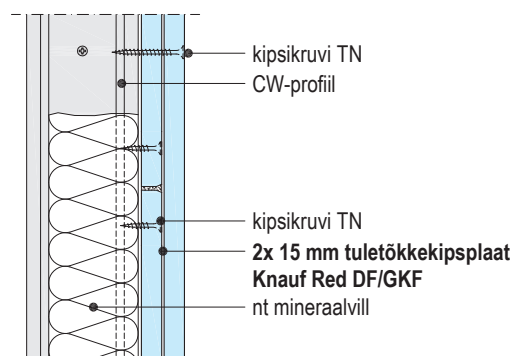 kipsikruvi TN
CW-profiil
kipsikruvi TN
2x 15 mm tuletõkkekipsplaat
Knauf Red DF/GKF
nt mineraalvill